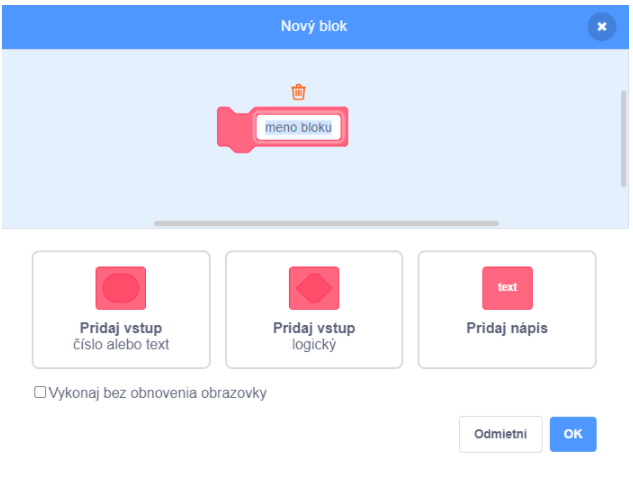 Nový blok
meno bloku
Pridaj vstup
číslo alebo text
Pridaj vstup
logický
text
Pridaj nápis
Vykonaj bez obnovenia obrazovky
Odmietni
OK